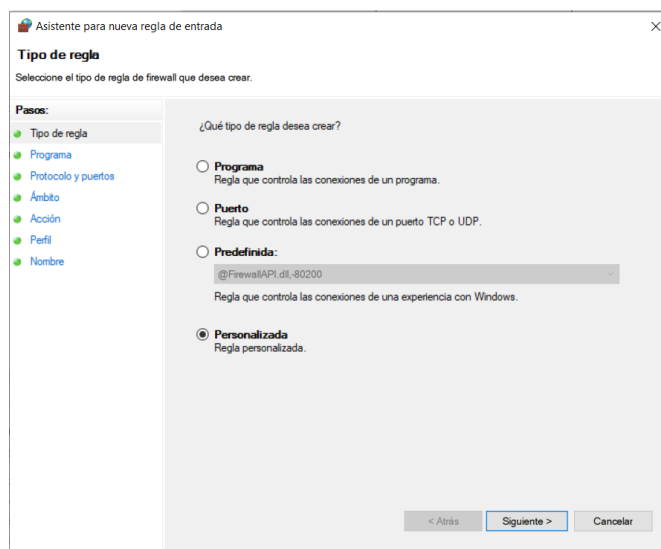 Asistente para nueva regla de entrada
Tipo de regla
Seleccione el tipo de regla de firewall que desea crear.
Pasos:
Tipo de regla
Programa
Protocolo y puertos
Ámbito
Acción
Perfil
Nombre
¿Qué tipo de regla desea crear?
Programa
Regla que controla las conexiones de un programa.
Puerto
Regla que controla las conexiones de un puerto TCP o UDP.
Predefinida:
@FirewallAPI.dll,-80200
Regla que controla las conexiones de una experiencia con Windows.
Personalizada
Regla personalizada.
< Atrás
Siguiente >
Cancelar